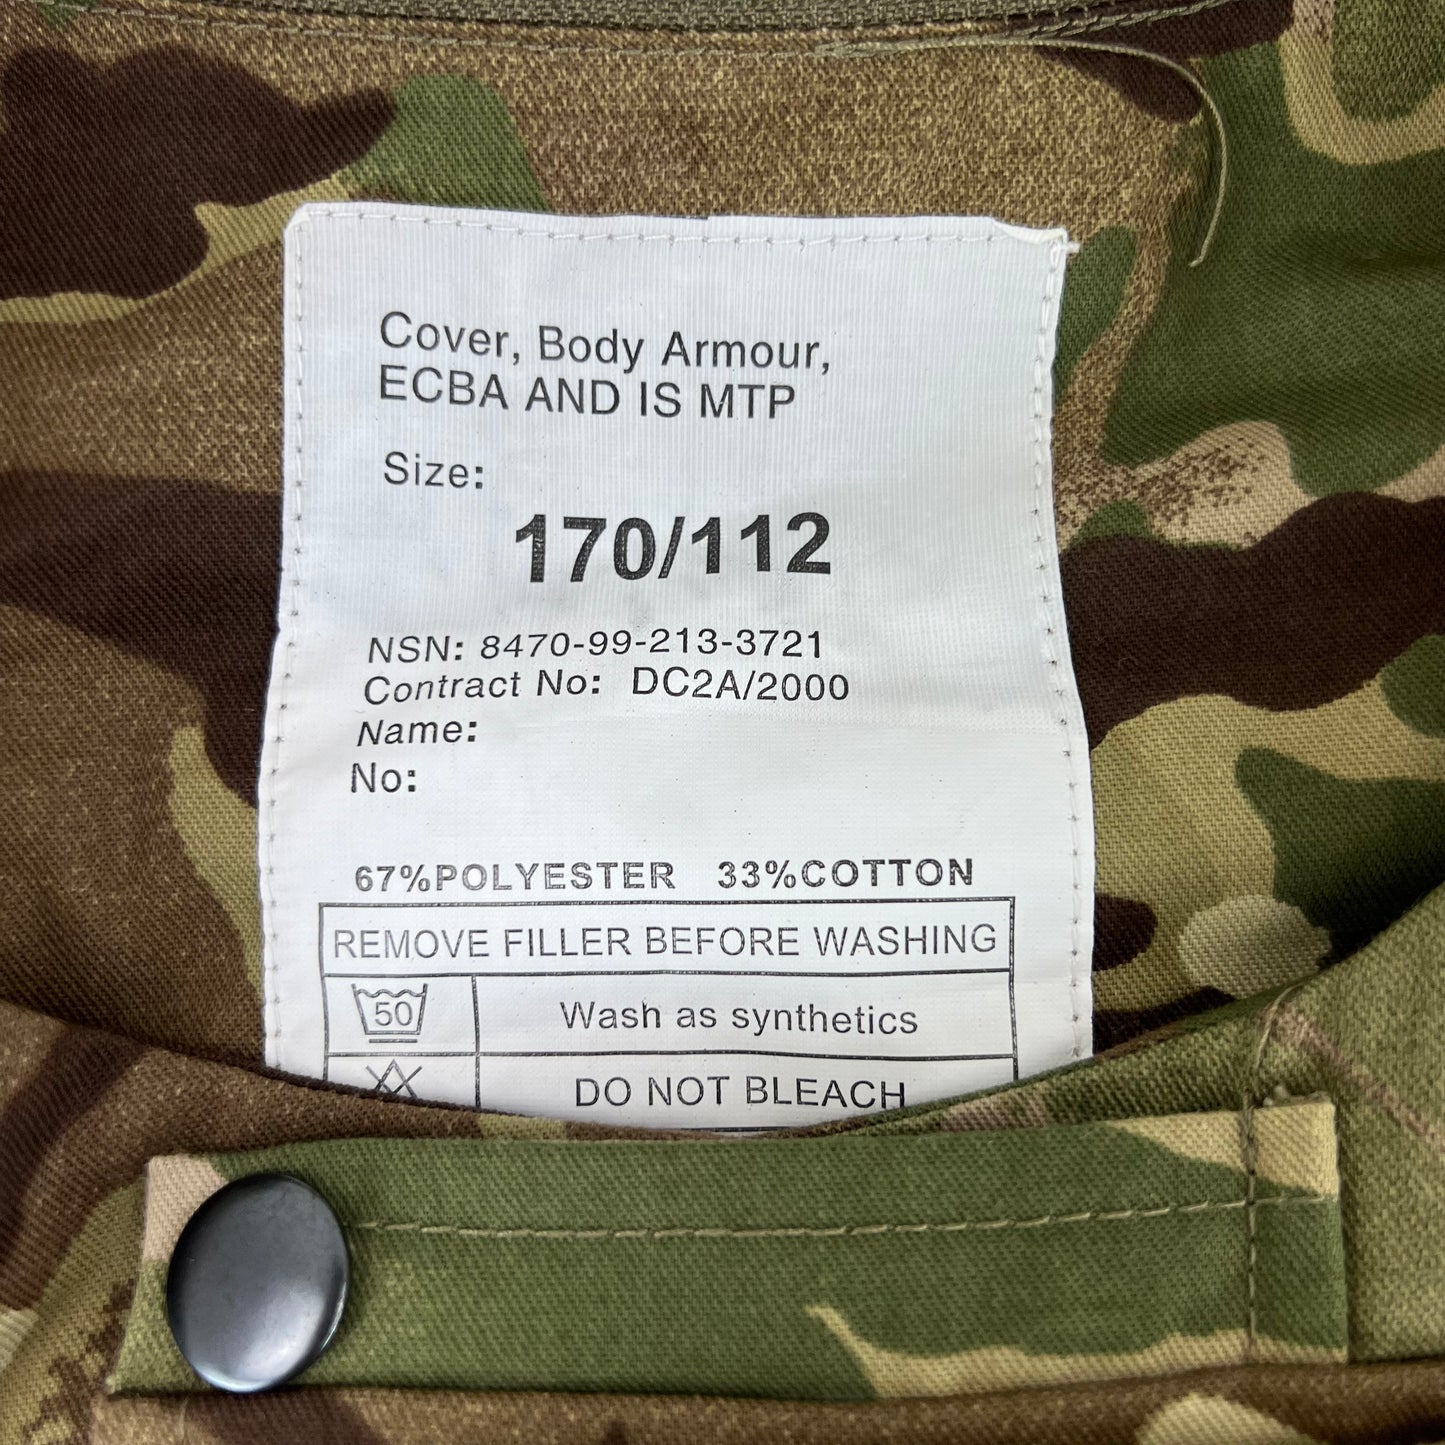 Cover, Body Armour,
ECBA AND IS MTP
Size:
170/112
NSN: 8470-99-213-3721
Contract No: DC2A/2000
Name:
No:
67%POLYESTER 33%COTTON
REMOVE FILLER BEFORE WASHING
50 Wash as synthetics
DO NOT BLEACH